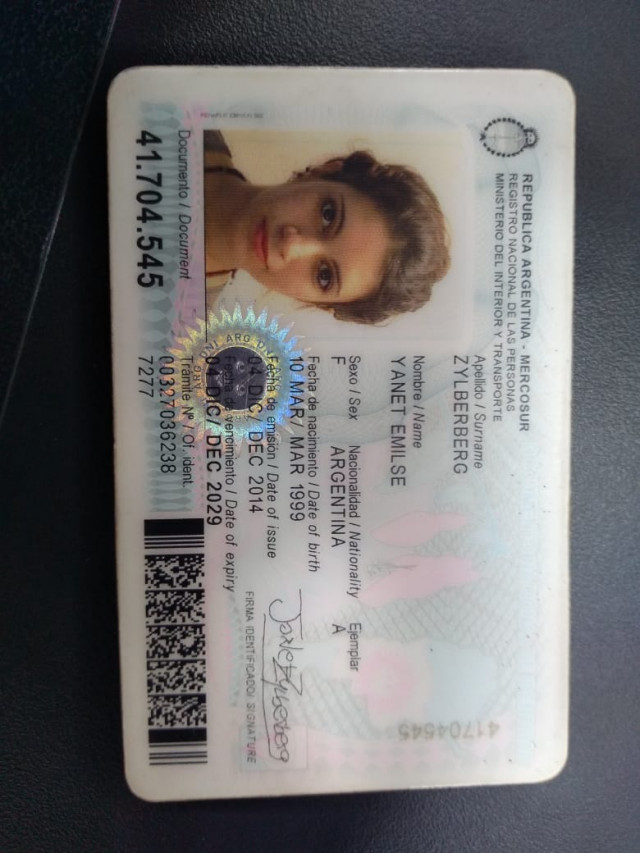 REPUBLICA ARGENTINA - MERCOSUR
REGISTRO NACIONAL DE LAS PERSONAS
MINISTERIO DEL INTERIOR Y TRANSPORTE
Apellido / Surname
ZYLBERBERG
Nombre / Name
YANET EMILSE
Sexo / Sex Nacionalidad / Nationality Ejemplar
F ARGENTINA A
Fecha de nacimiento / Date of birth
10 MAR/ MAR 1999
Fecha de emisión / Date of issue
04 DIC/ DEC 2014
Fecha de vencimiento / Date of expiry
04 DIC/ DEC 2029
Trámite Nº / Of. ident.
00327036238
7277
Documento / Document
41.704.545
FIRMA IDENTIFICADO/ SIGNATURE
41704545